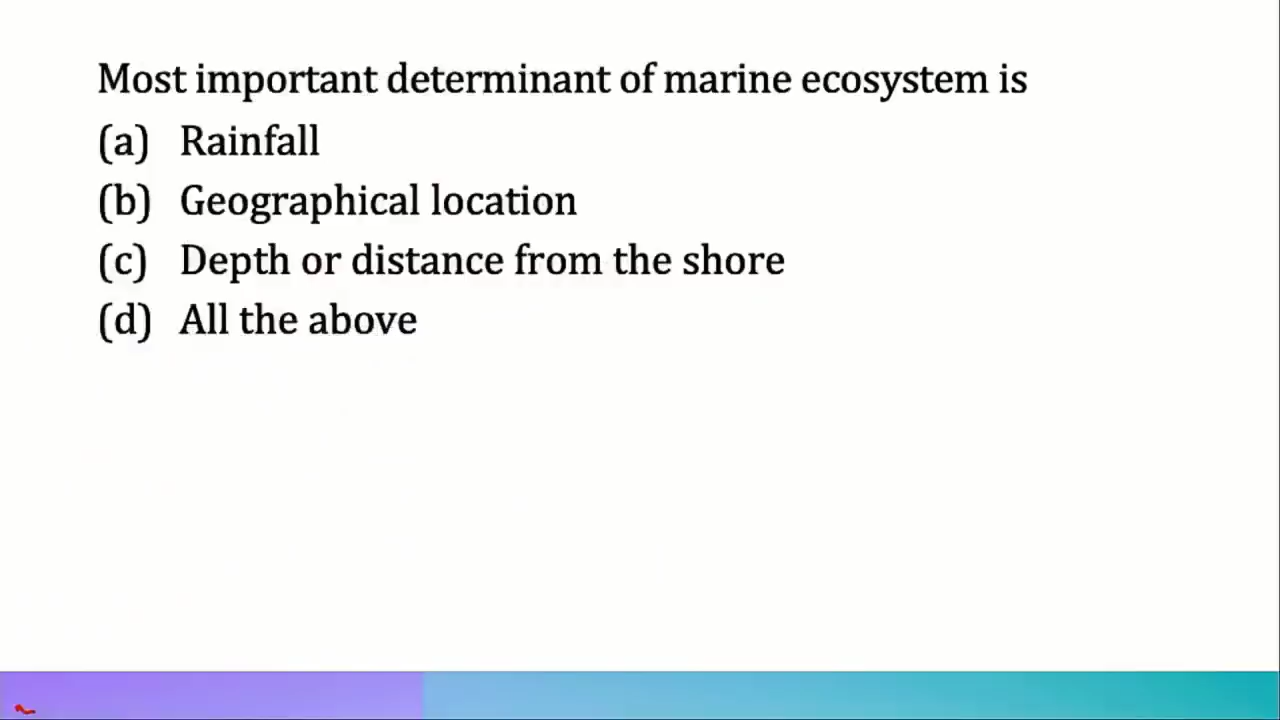 Most important determinant of marine ecosystem is
(a) Rainfall
(b) Geographical location
(c) Depth or distance from the shore
(d) All the above